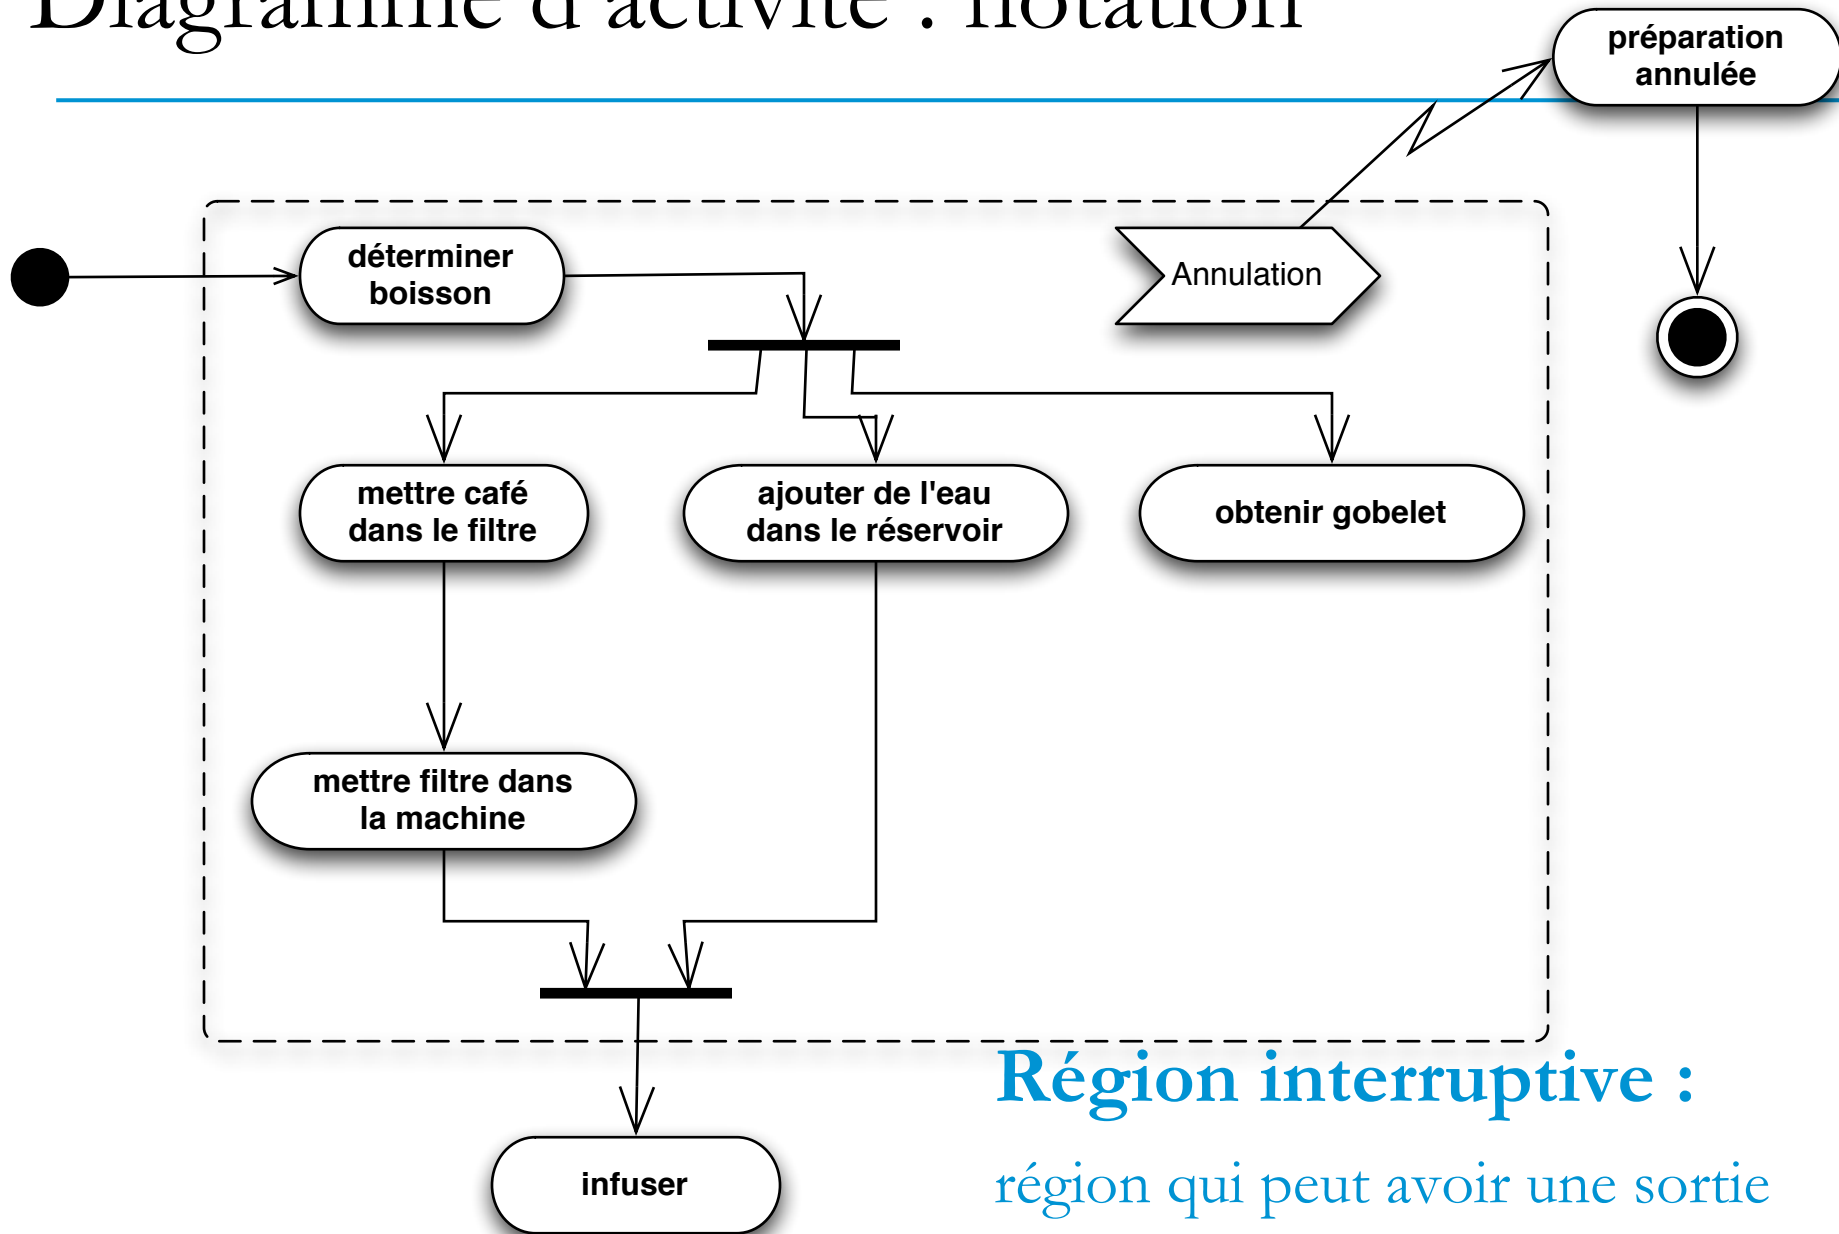 Diagramme d'activité : notation
préparation
annulée
déterminer
boisson
Annulation
mettre café
dans le filtre
ajouter de l'eau
dans le réservoir
obtenir gobelet
mettre filtre dans
la machine
Région interruptive :
infuser
région qui peut avoir une sortie